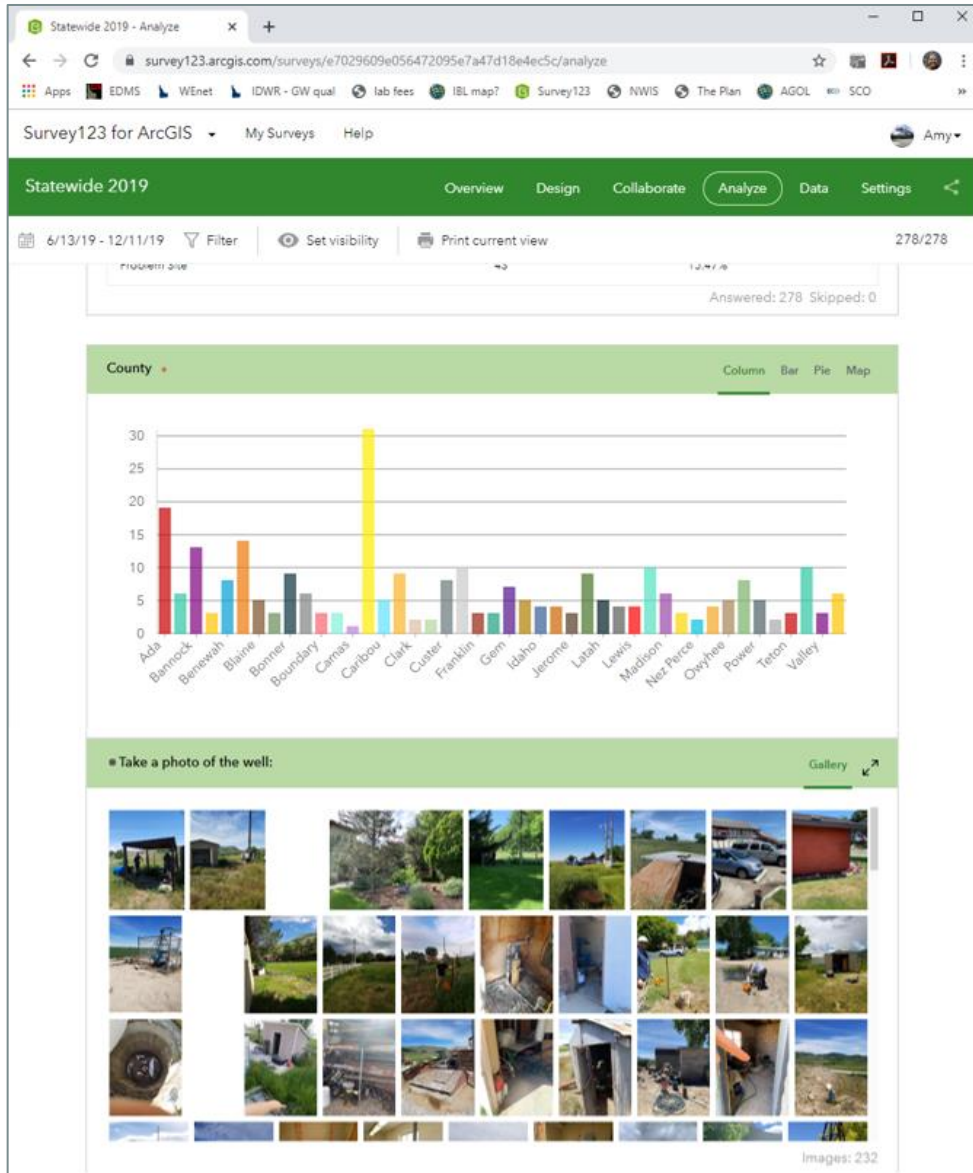 Statewide 2019 - Analyze
survey123.arcgis.com/surveys/e7029609e056472095e7a47d18e4ec5c/analyze
Apps EDMS WEnet IDWR - GW qual lab fees IBL map? Survey123 NWIS The Plan AGOL SCO »
Survey123 for ArcGIS My Surveys Help Amy
Statewide 2019 Overview Design Collaborate Analyze Data Settings
6/13/19 - 12/11/19 Filter Set visibility Print current view 278/278
Problem Site 43 15.47%
Answered: 278 Skipped: 0
County Column Bar Pie Map
30
25
20
15
10
5
0
Ada Bannock Benewah Blaine Bonner Boundary Camas Caribou Clark Custer Franklin Gem Idaho Jerome Latah Lewis Madison Nez Perce Owyhee Power Teton Valley
Take a photo of the well: Gallery
Images: 232